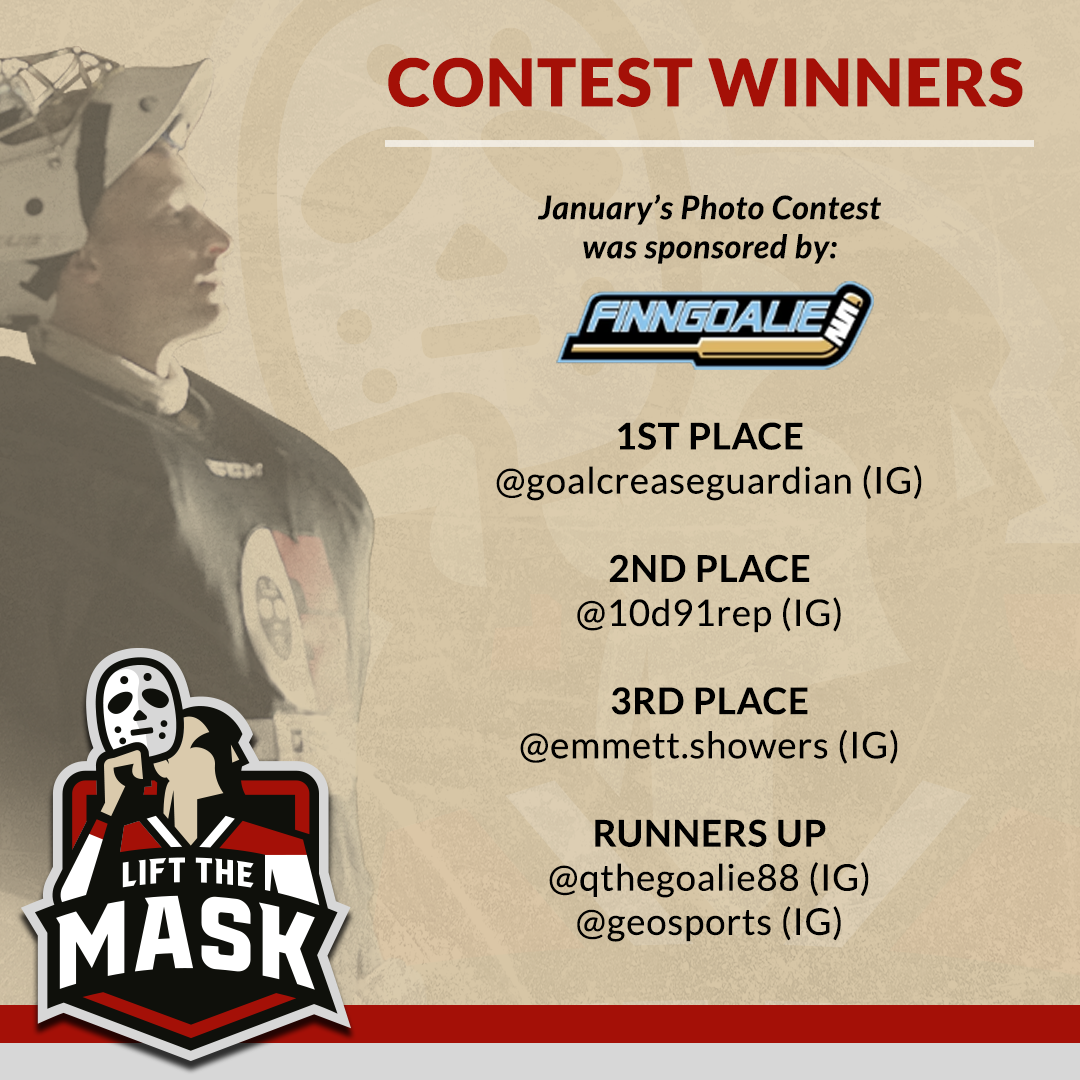 CONTEST WINNERS
January’s Photo Contest
was sponsored by:
FINNGOALIE
1ST PLACE
@goalcreaseguardian (IG)
2ND PLACE
@10d91rep (IG)
3RD PLACE
@emmett.showers (IG)
RUNNERS UP
@qthegoalie88 (IG)
@geosports (IG)
LIFT THE
MASK